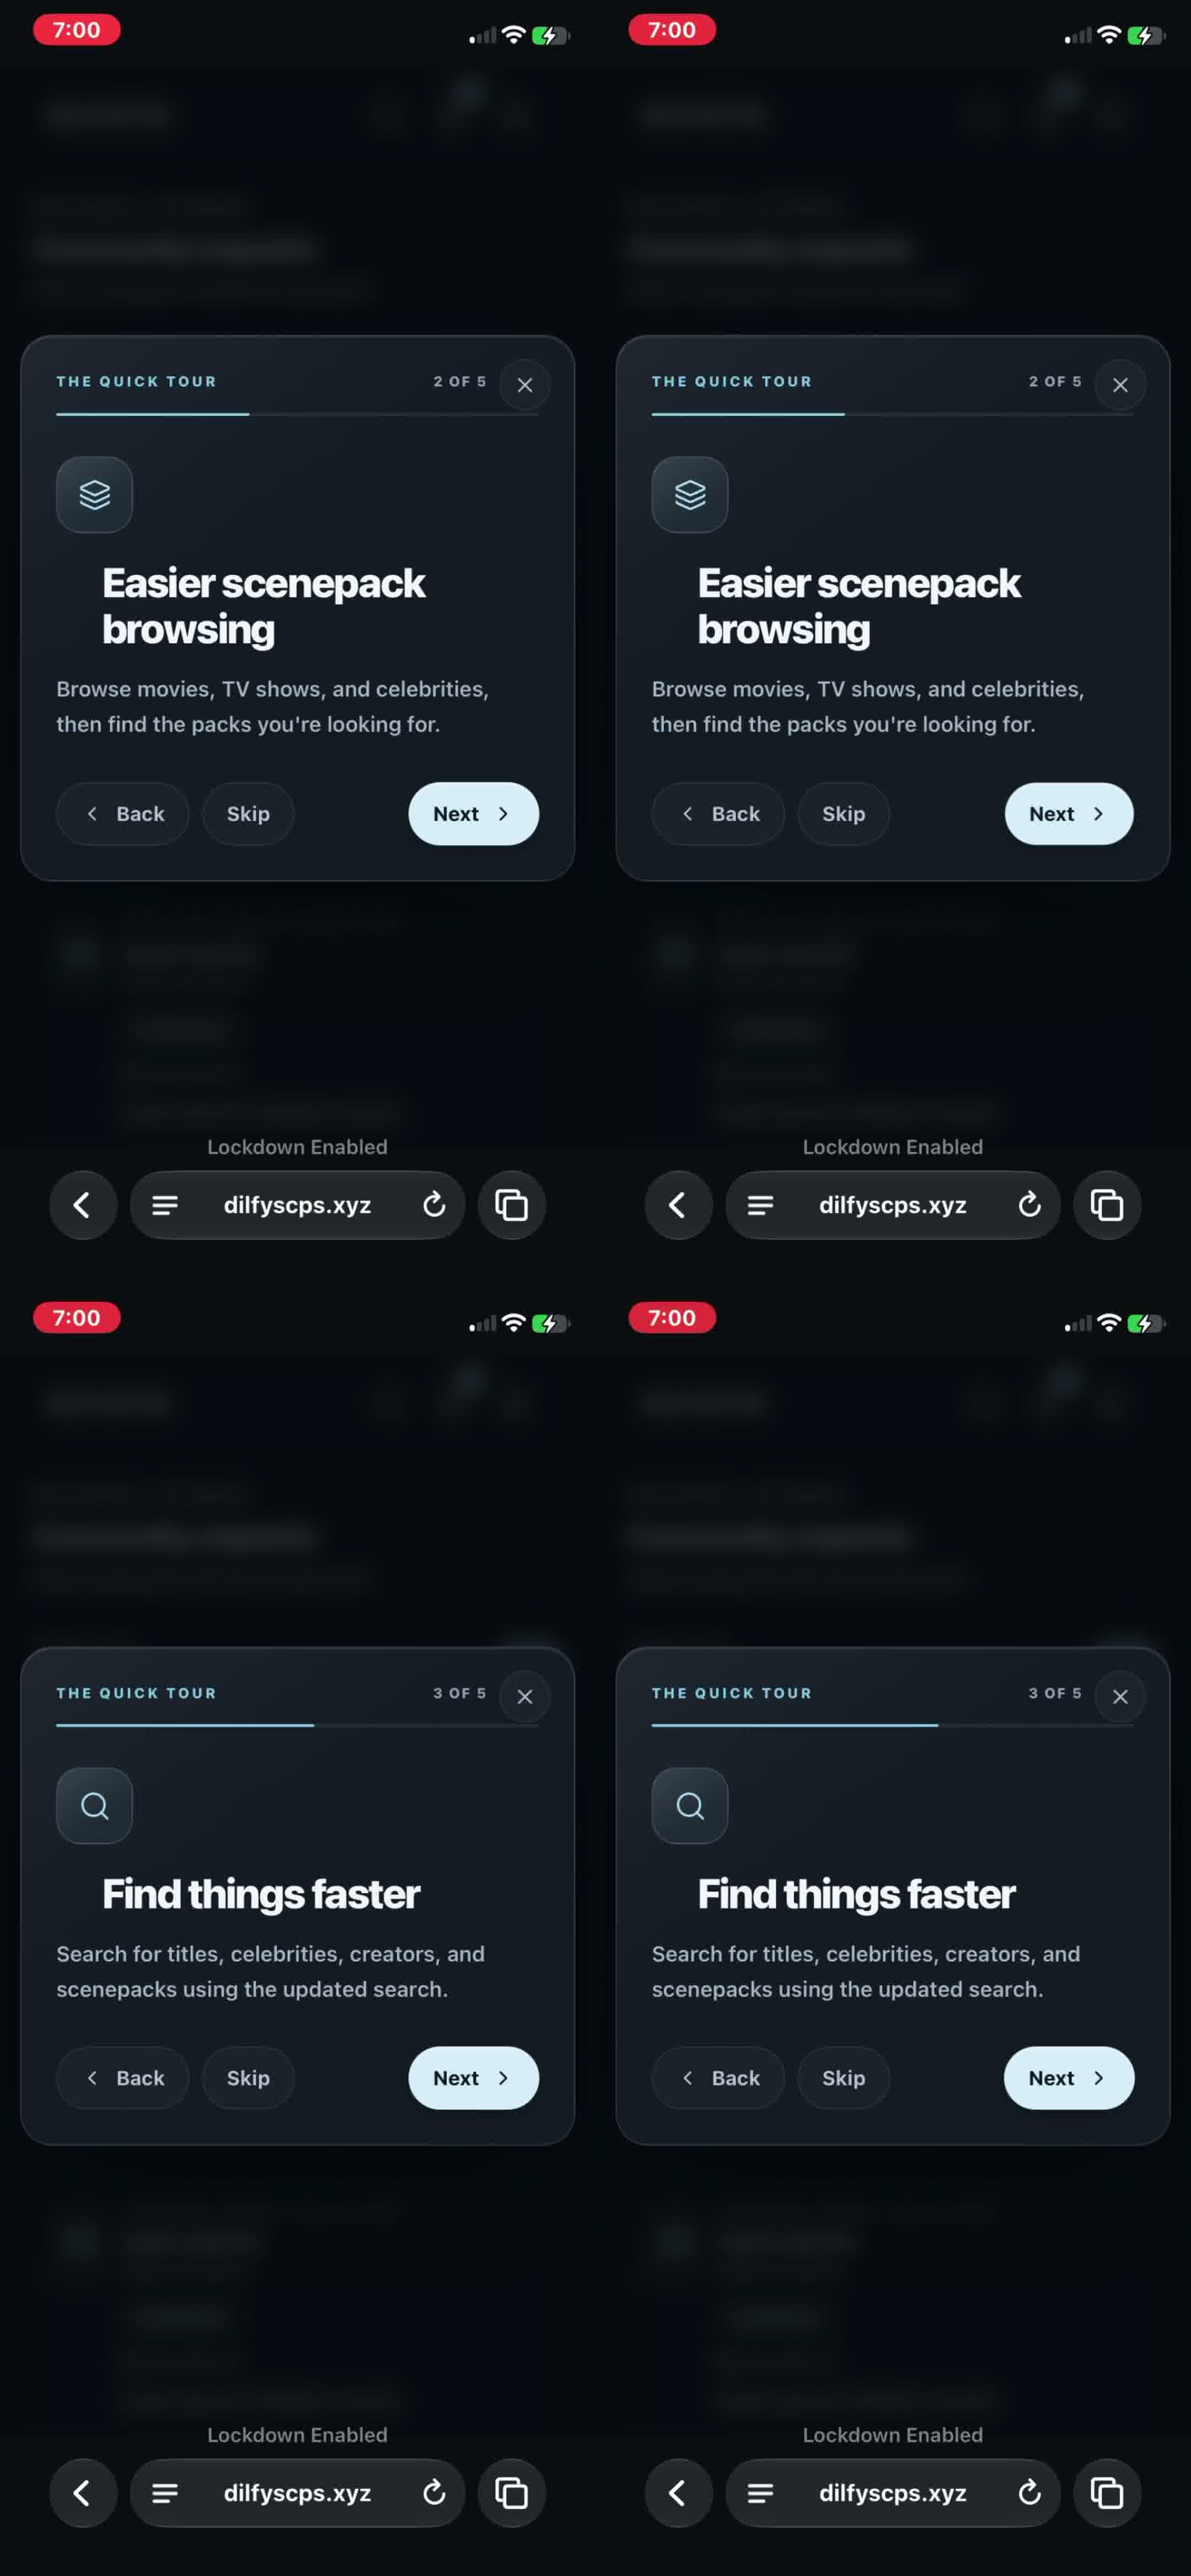 7:00
THE QUICK TOUR
2 OF 5
Easier scenepack
browsing
Browse movies, TV shows, and celebrities,
then find the packs you're looking for.
Back
Skip
Next
Lockdown Enabled
dilfyscps.xyz
7:00
THE QUICK TOUR
2 OF 5
Easier scenepack
browsing
Browse movies, TV shows, and celebrities,
then find the packs you're looking for.
Back
Skip
Next
Lockdown Enabled
dilfyscps.xyz
7:00
THE QUICK TOUR
3 OF 5
Find things faster
Search for titles, celebrities, creators, and
scenepacks using the updated search.
Back
Skip
Next
Lockdown Enabled
dilfyscps.xyz
7:00
THE QUICK TOUR
3 OF 5
Find things faster
Search for titles, celebrities, creators, and
scenepacks using the updated search.
Back
Skip
Next
Lockdown Enabled
dilfyscps.xyz